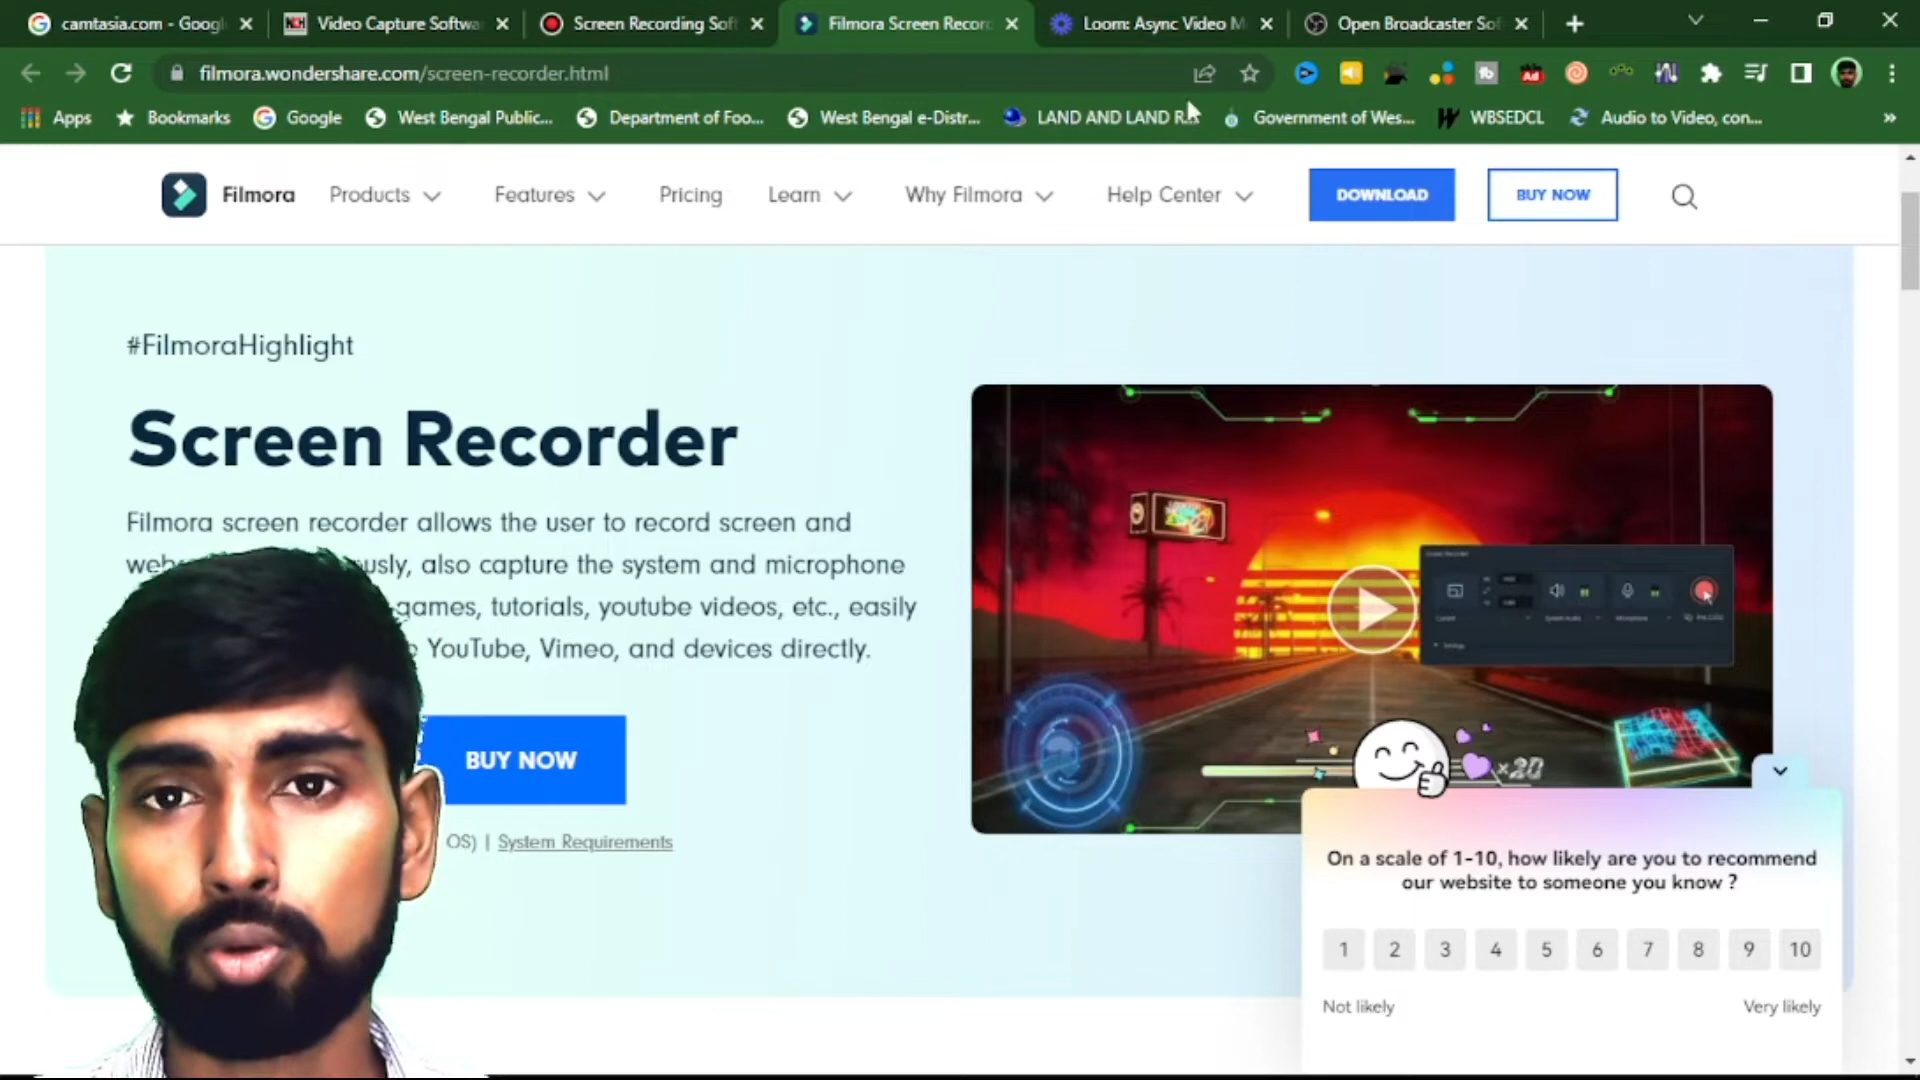 camtasia.com - Googl
Video Capture Softwa
Screen Recording Sof
Filmora Screen Recor
Loom: Async Video M
Open Broadcaster Sof
filmora.wondershare.com/screen-recorder.html
Apps
Bookmarks
Google
West Bengal Public...
Department of Foo...
West Bengal e-Distr...
LAND AND LAND R...
Government of Wes...
WBSEDCL
Audio to Video, con...
»
Filmora
Products
Features
Pricing
Learn
Why Filmora
Help Center
DOWNLOAD
BUY NOW
#FilmoraHighlight
Screen Recorder
Filmora screen recorder allows the user to record screen and
usly, also capture the system and microphone
games, tutorials, youtube videos, etc., easily
YouTube, Vimeo, and devices directly.
BUY NOW
OS) | System Requirements
×20
On a scale of 1-10, how likely are you to recommend
our website to someone you know ?
1 2 3 4 5 6 7 8 9 10
Not likely
Very likely